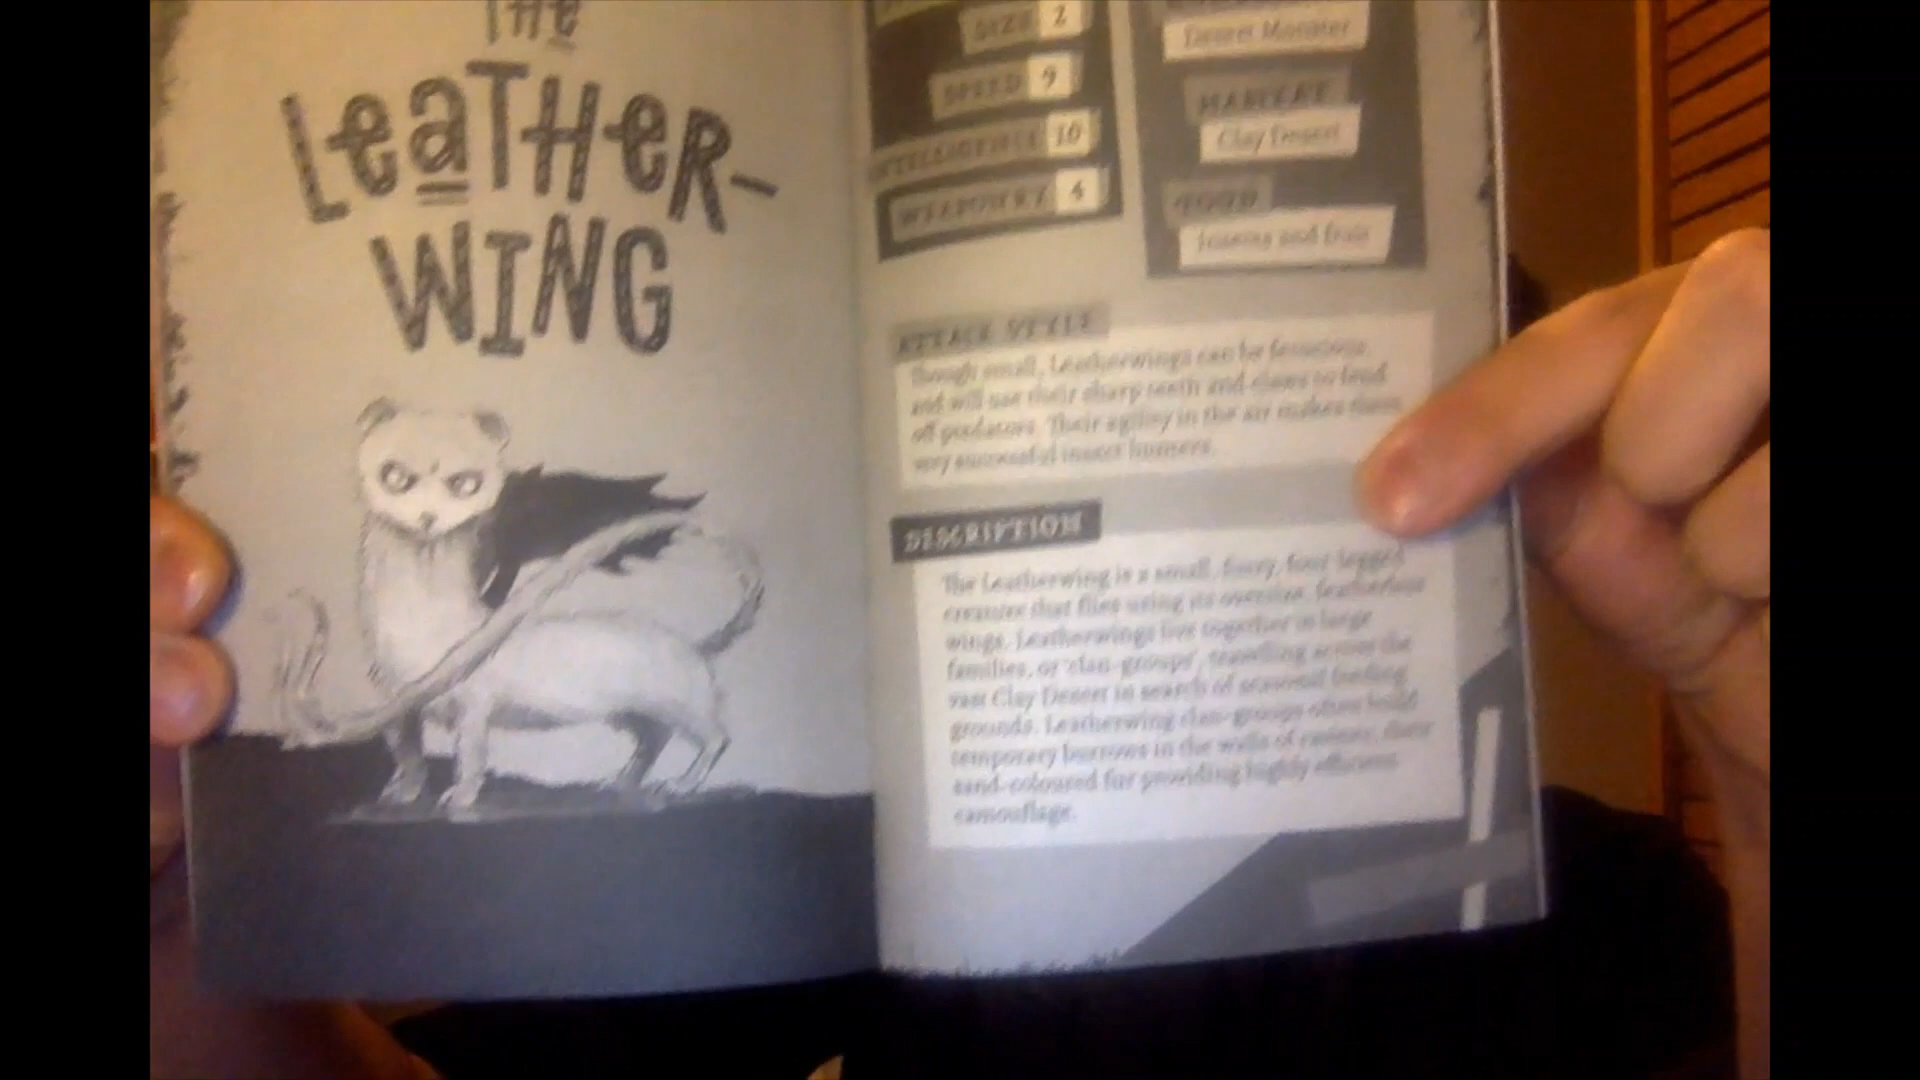 THE
LEATHER-
WING
SIZE 2
SPEED 9
INTELLIGENCE 10
WEAPONRY 4
Desert Monster
HABITAT
Clay Desert
FOOD
Insects and fruit
ATTACK STYLE
Though small, Leatherwings can be ferocious
and will use their sharp teeth and claws to fend
off predators. Their agility in the air makes them
very successful insect hunters.
DESCRIPTION
The Leatherwing is a small, furry, four-legged
creature that flies using its oversize, featherless
wings. Leatherwings live together in large
families, or 'clan-groups', travelling across the
vast Clay Desert in search of seasonal feeding
grounds. Leatherwing clan-groups often build
temporary burrows in the walls of canyons, their
sand-coloured fur providing highly efficient
camouflage.